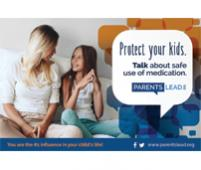 Protect your kids.
Talk about safe
use of medication.
PARENTS LEAD
You are the #1 influence in your child's life!
www.parentslead.org